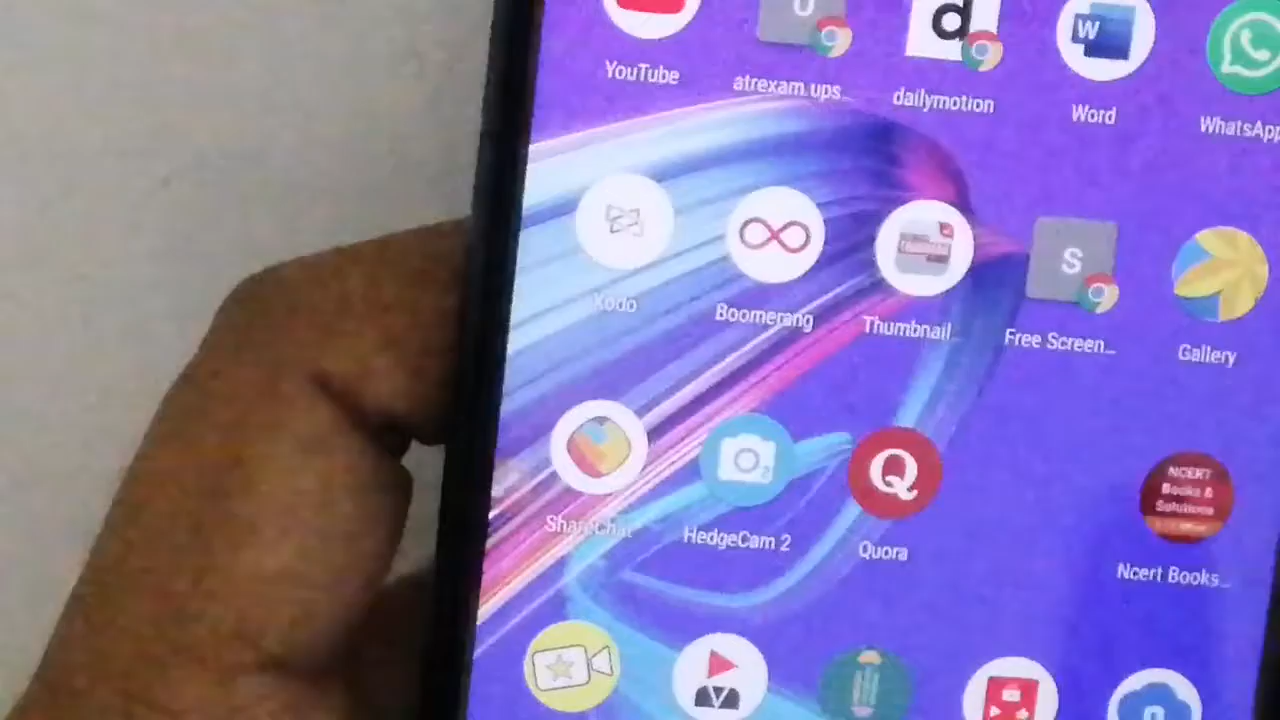 U
d
W
YouTube
atrexam.ups...
dailymotion
Word
WhatsApp
S
Kodo
Boomerang
Thumbnail...
Free Screen...
Gallery
Q
NCERT
Books &
Solutions
ShareChat
HedgeCam 2
Quora
Ncert Books...